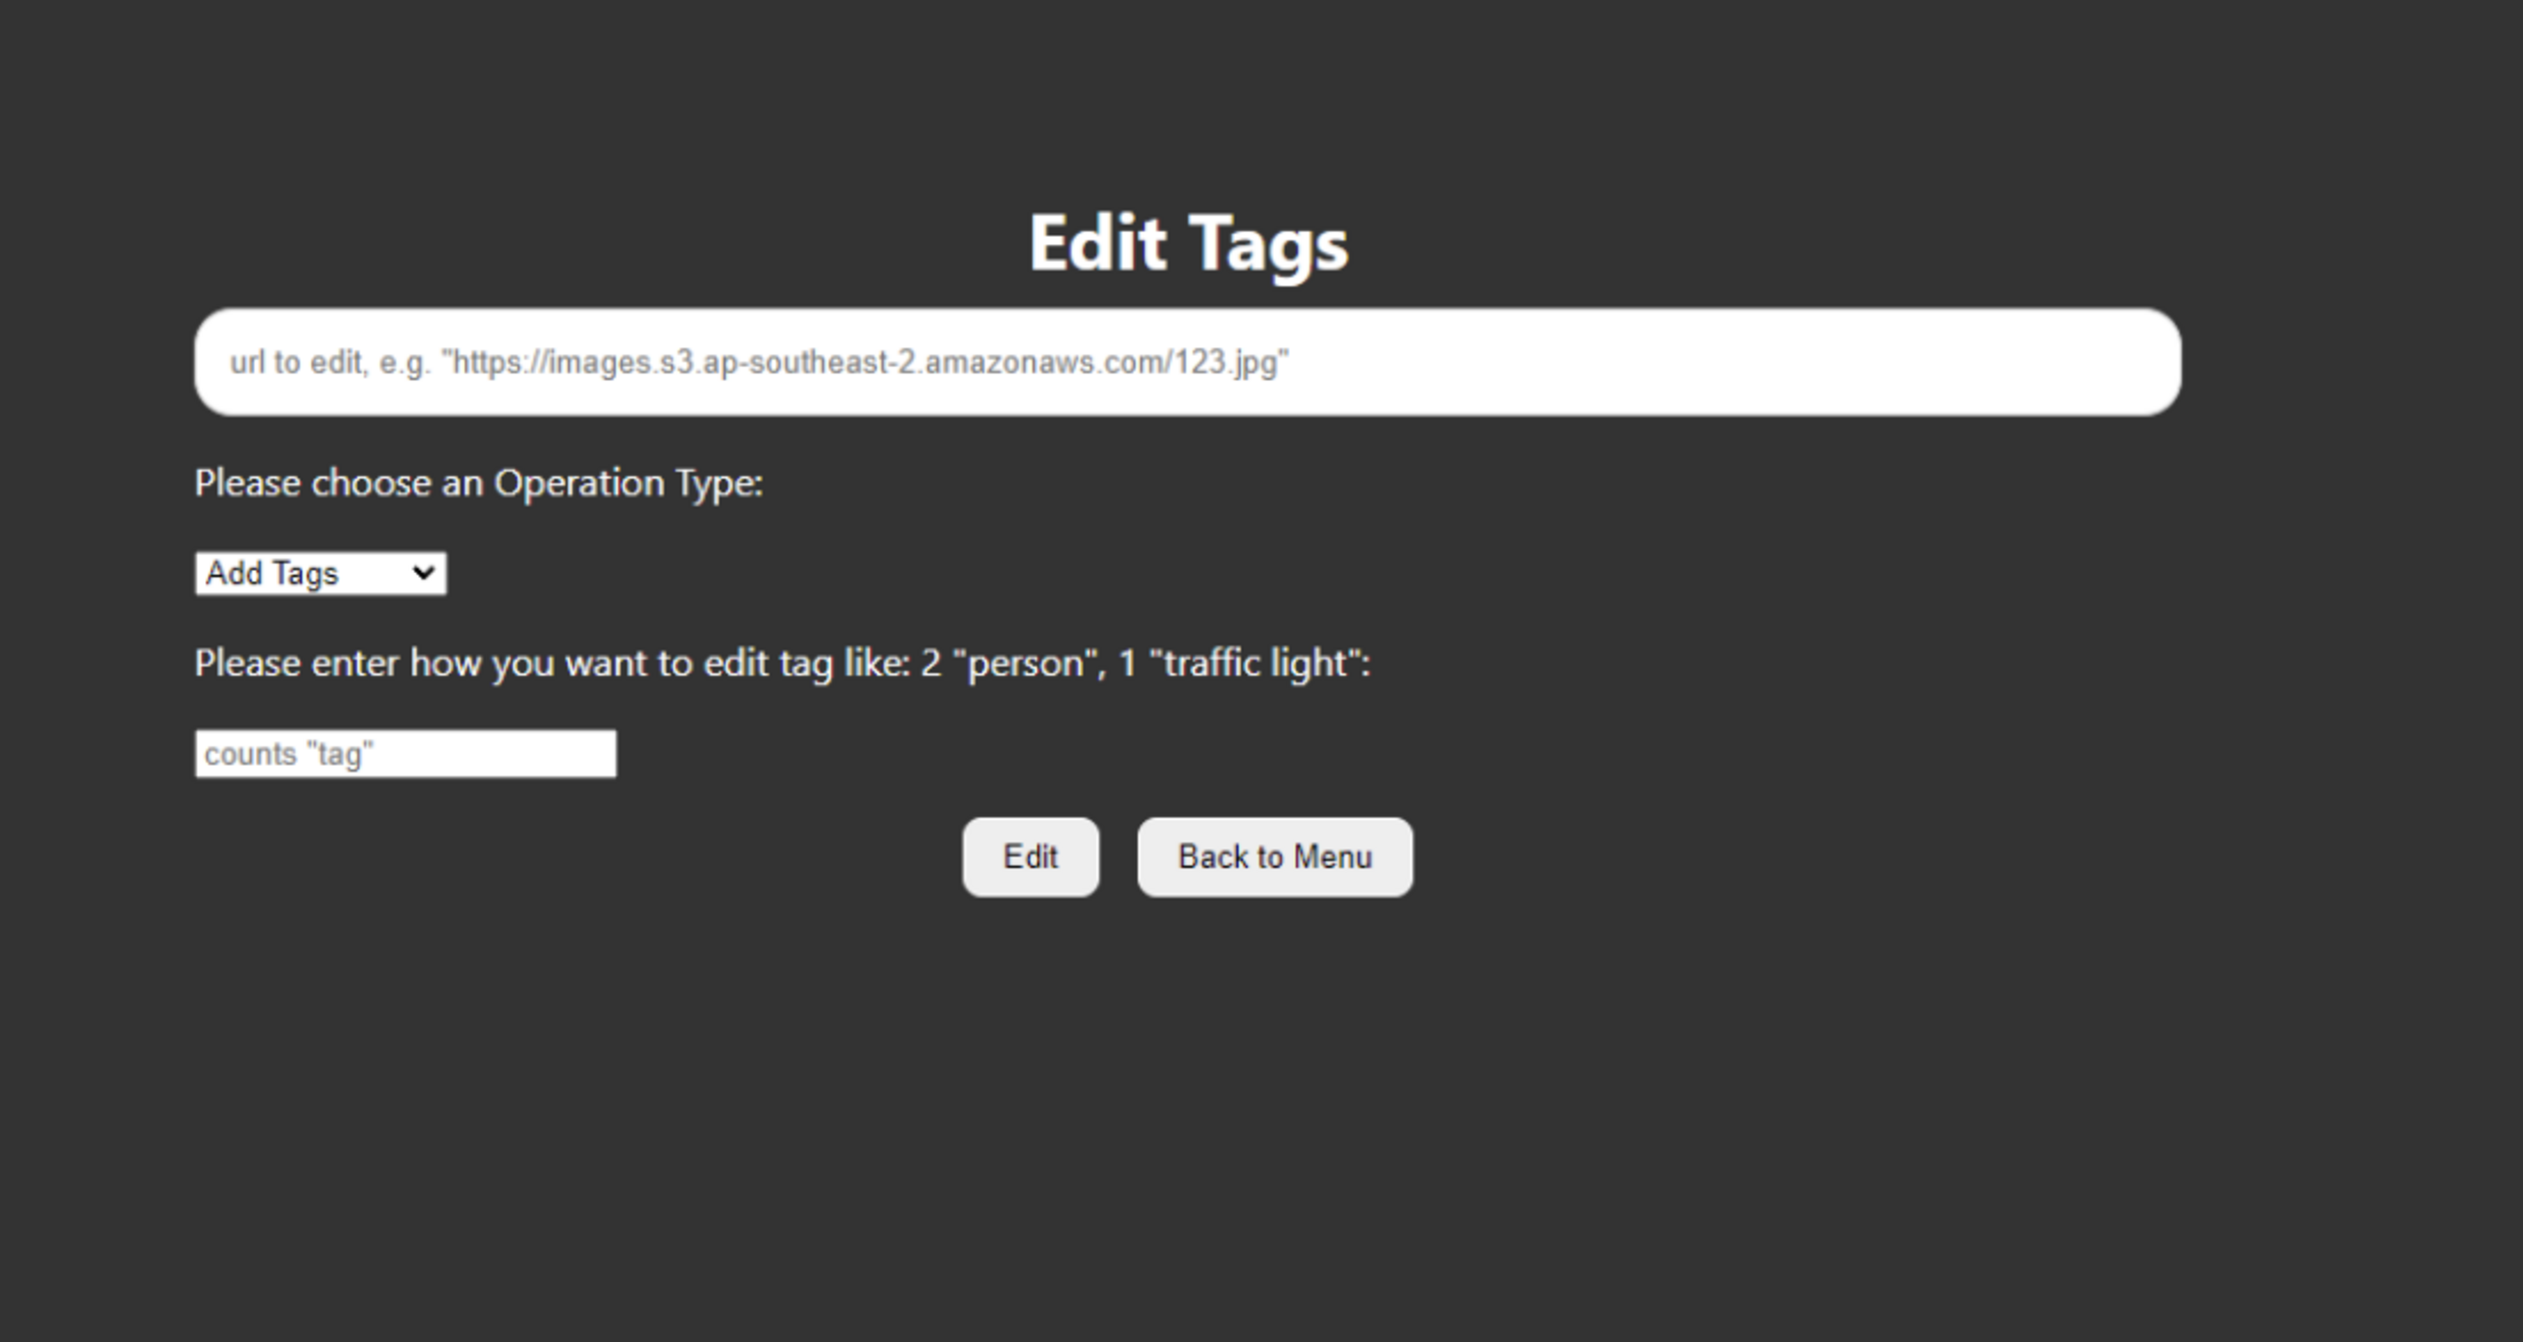 Edit Tags
url to edit, e.g. "https://images.s3.ap-southeast-2.amazonaws.com/123.jpg"
Please choose an Operation Type:
Add Tags
Please enter how you want to edit tag like: 2 "person", 1 "traffic light":
counts "tag"
Edit
Back to Menu